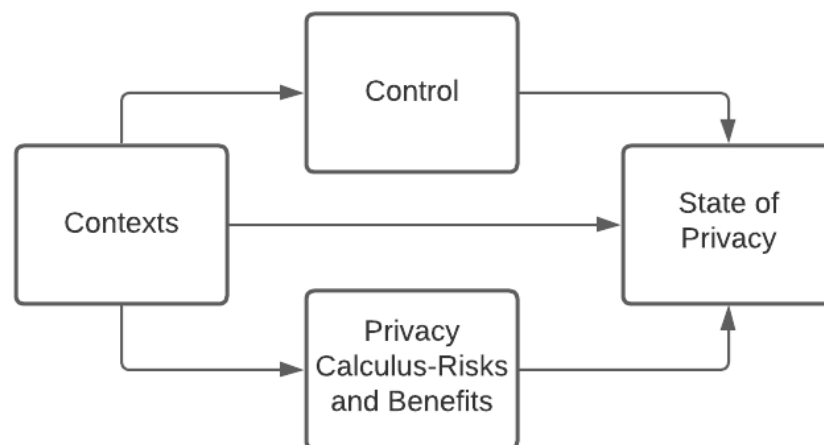 Control
Contexts
State of
Privacy
Privacy
Calculus-Risks
and Benefits